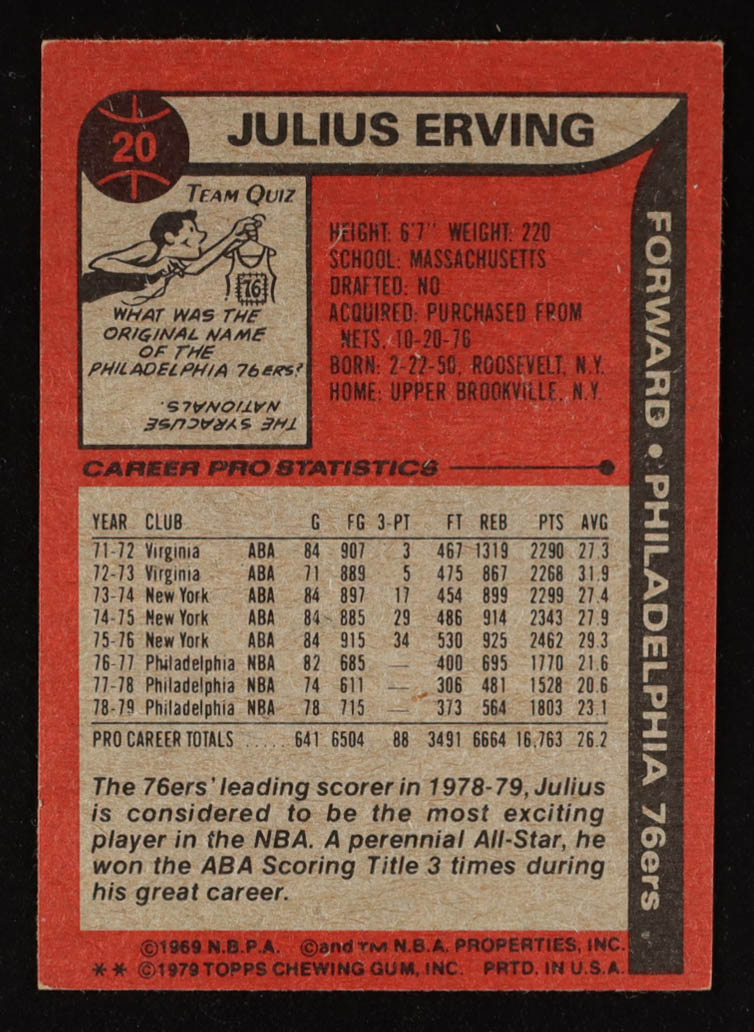 20
JULIUS ERVING
TEAM QUIZ
76
WHAT WAS THE
ORIGINAL NAME
OF THE
PHILADELPHIA 76ERS?
THE SYRACUSE
NATIONALS.
HEIGHT: 6'7" WEIGHT: 220
SCHOOL: MASSACHUSETTS
DRAFTED: NO
ACQUIRED: PURCHASED FROM
NETS, 10-20-76
BORN: 2-22-50, ROOSEVELT, N.Y.
HOME: UPPER BROOKVILLE, N.Y.
FORWARD • PHILADELPHIA 76ers
CAREER PRO STATISTICS
YEAR CLUB G FG 3-PT FT REB PTS AVG
71-72 Virginia ABA 84 907 3 467 1319 2290 27.3
72-73 Virginia ABA 71 889 5 475 867 2268 31.9
73-74 New York ABA 84 897 17 454 899 2299 27.4
74-75 New York ABA 84 885 29 486 914 2343 27.9
75-76 New York ABA 84 915 34 530 925 2462 29.3
76-77 Philadelphia NBA 82 685 — 400 695 1770 21.6
77-78 Philadelphia NBA 74 611 — 306 481 1528 20.6
78-79 Philadelphia NBA 78 715 — 373 564 1803 23.1
PRO CAREER TOTALS ..... 641 6504 88 3491 6664 16,763 26.2
The 76ers' leading scorer in 1978-79, Julius
is considered to be the most exciting
player in the NBA. A perennial All-Star, he
won the ABA Scoring Title 3 times during
his great career.
©1969 N.B.P.A. ©and TM N.B.A. PROPERTIES, INC.
** ©1979 TOPPS CHEWING GUM, INC. PRTD. IN U.S.A.